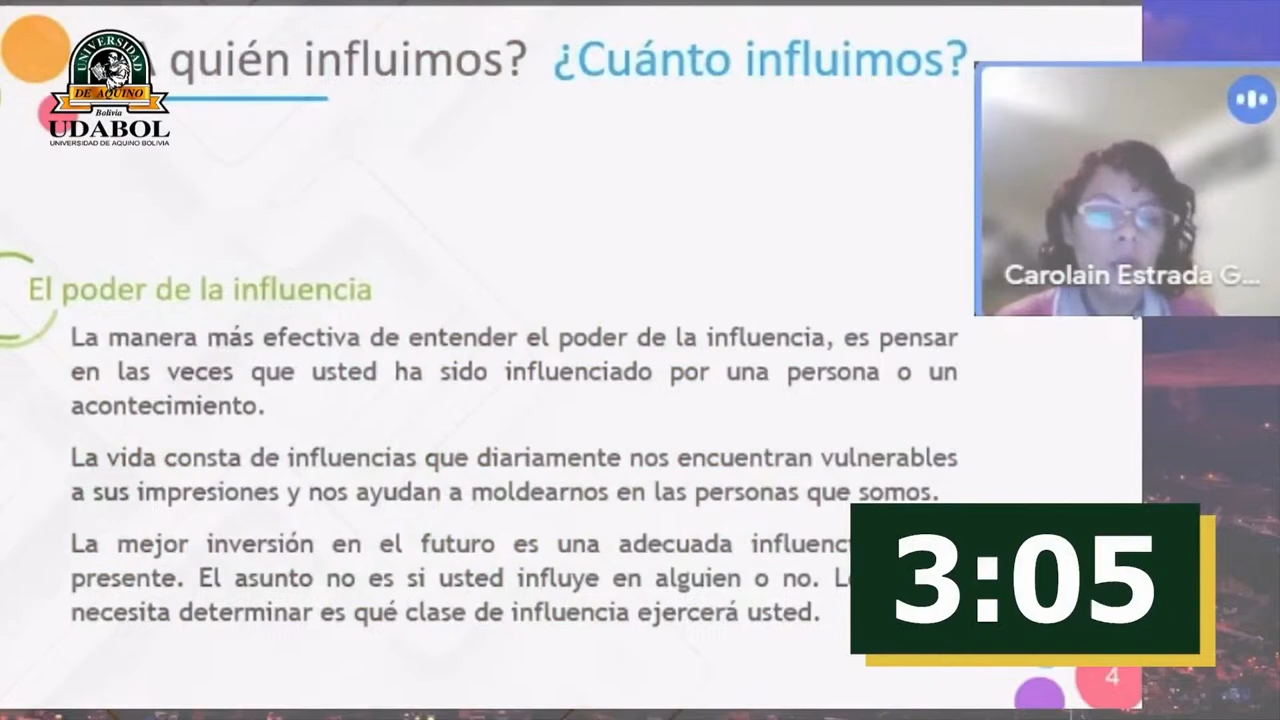 quién influimos? ¿Cuánto influimos?
UNIVERSIDAD
DE AQUINO
Bolivia
UDABOL
UNIVERSIDAD DE AQUINO BOLIVIA
Carolain Estrada G...
El poder de la influencia
La manera más efectiva de entender el poder de la influencia, es pensar
en las veces que usted ha sido influenciado por una persona o un
acontecimiento.
La vida consta de influencias que diariamente nos encuentran vulnerables
a sus impresiones y nos ayudan a moldearnos en las personas que somos.
La mejor inversión en el futuro es una adecuada
presente. El asunto no es si usted influye en alguien o no.
necesita determinar es qué clase de influencia ejercerá usted.
3:05
4